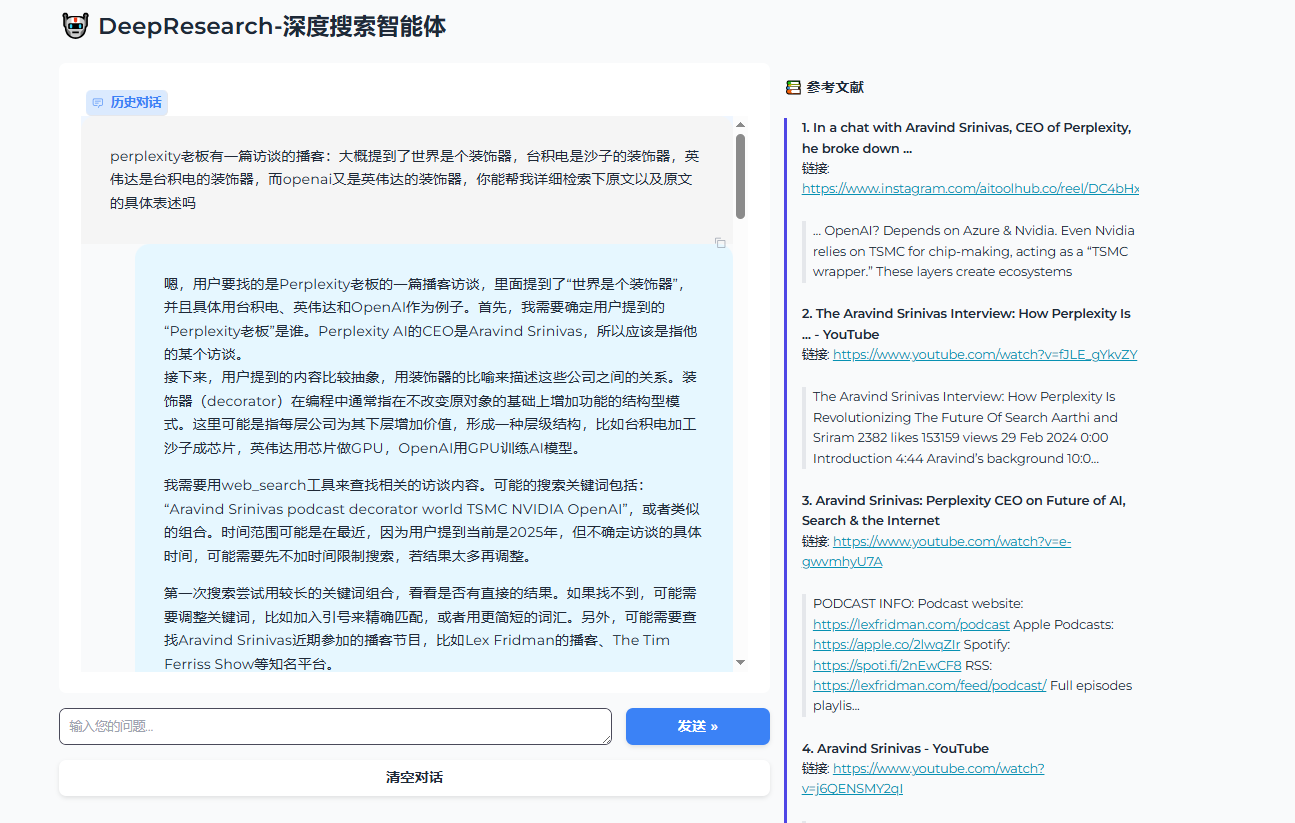 DeepResearch-深度搜索智能体
历史对话
perplexity老板有一篇访谈的播客：大概提到了世界是个装饰器，台积电是沙子的装饰器，英
伟达是台积电的装饰器，而openai又是英伟达的装饰器，你能帮我详细检索下原文以及原文
的具体表述吗
嗯，用户要找的是Perplexity老板的一篇播客访谈，里面提到了“世界是个装饰器”，
并且具体用台积电、英伟达和OpenAI作为例子。首先，我需要确定用户提到的
“Perplexity老板”是谁。Perplexity AI的CEO是Aravind Srinivas，所以应该是指他
的某个访谈。
接下来，用户提到的内容比较抽象，用装饰器的比喻来描述这些公司之间的关系。装
饰器（decorator）在编程中通常指在不改变原对象的基础上增加功能的结构型模
式。这里可能是指每层公司为其下层增加价值，形成一种层级结构，比如台积电加工
沙子成芯片，英伟达用芯片做GPU，OpenAI用GPU训练AI模型。
我需要用web_search工具来查找相关的访谈内容。可能的搜索关键词包括：
“Aravind Srinivas podcast decorator world TSMC NVIDIA OpenAI”，或者类似
的组合。时间范围可能是在最近，因为用户提到当前是2025年，但不确定访谈的具体
时间，可能需要先不加时间限制搜索，若结果太多再调整。
第一次搜索尝试用较长的关键词组合，看看是否有直接的结果。如果找不到，可能需
要调整关键词，比如加入引号来精确匹配，或者用更简短的词汇。另外，可能需要查
找Aravind Srinivas近期参加的播客节目，比如Lex Fridman的播客、The Tim
Ferriss Show等知名平台。
输入您的问题...
发送 »
清空对话
参考文献
1. In a chat with Aravind Srinivas, CEO of Perplexity,
he broke down ...
链接:
https://www.instagram.com/aitoolhub.co/reel/DC4bHx
... OpenAI? Depends on Azure & Nvidia. Even Nvidia
relies on TSMC for chip-making, acting as a “TSMC
wrapper.” These layers create ecosystems
2. The Aravind Srinivas Interview: How Perplexity Is
... - YouTube
链接: https://www.youtube.com/watch?v=fJLE_gYkvZY
The Aravind Srinivas Interview: How Perplexity Is
Revolutionizing The Future Of Search Aarthi and
Sriram 2382 likes 153159 views 29 Feb 2024 0:00
Introduction 4:44 Aravind’s background 10:0...
3. Aravind Srinivas: Perplexity CEO on Future of AI,
Search & the Internet
链接: https://www.youtube.com/watch?v=e-
gwvmhyU7A
PODCAST INFO: Podcast website:
https://lexfridman.com/podcast Apple Podcasts:
https://apple.co/2lwqZIr Spotify:
https://spoti.fi/2nEwCF8 RSS:
https://lexfridman.com/feed/podcast/ Full episodes
playlis...
4. Aravind Srinivas - YouTube
链接: https://www.youtube.com/watch?
v=j6QENSMY2qI